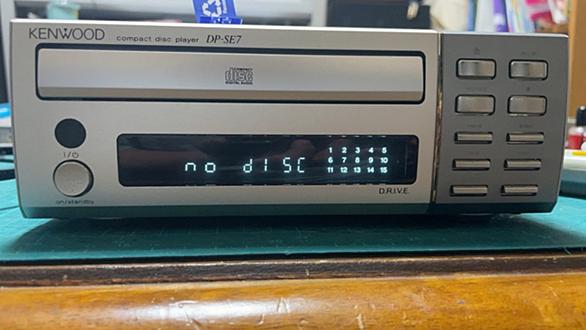 KENWOOD compact disc player DP-SE7
COMPACT
disc
DIGITAL AUDIO
I/⏻
no dISC
1 2 3 4 5
6 7 8 9 10
11 12 13 14 15
on/standby
D.R.I.V.E.